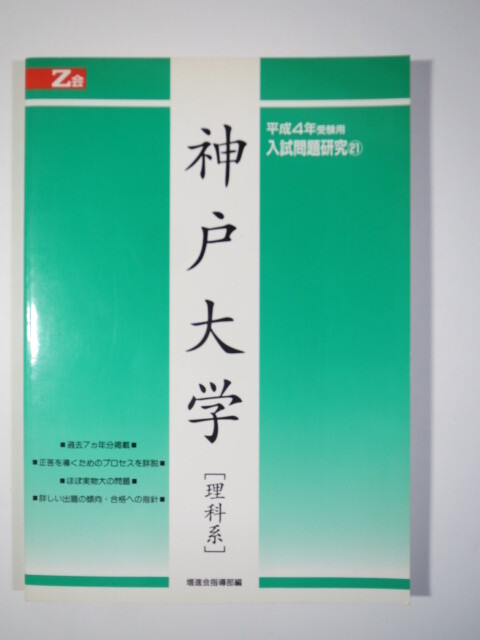 Z会
平成4年受験用
入試問題研究㉑
神戸大学
[理科系]
■過去7ヵ年分掲載■
■正答を導くためのプロセスを詳説■
■ほぼ実物大の問題■
■詳しい出題の傾向・合格への指針■
増進会指導部編